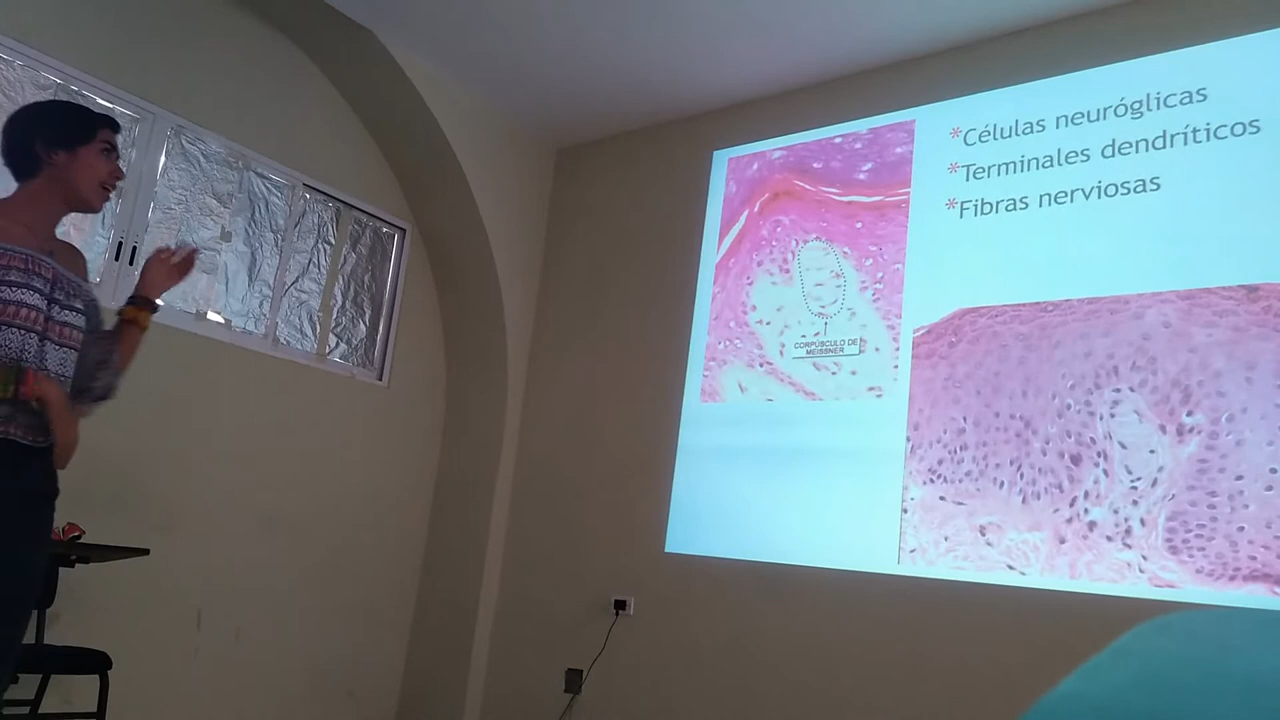 *Células neuróglicas
*Terminales dendríticos
*Fibras nerviosas
CORPÚSCULO DE
MEISSNER